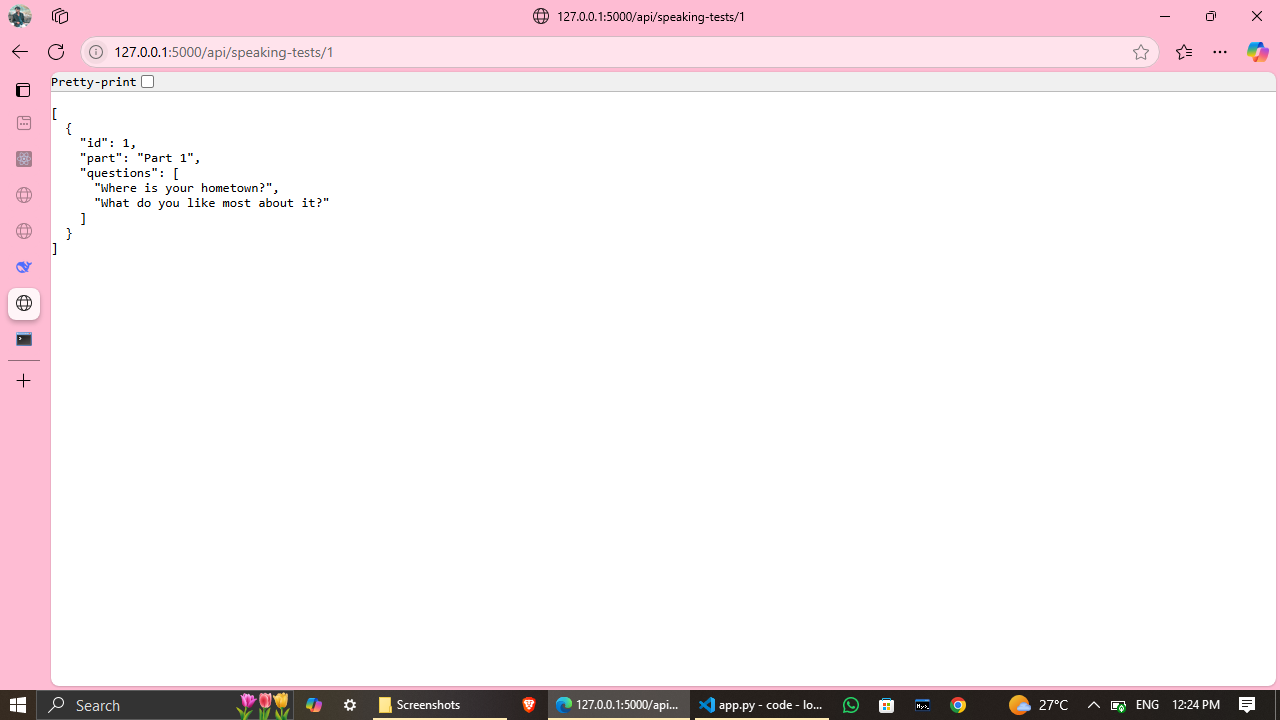 127.0.0.1:5000/api/speaking-tests/1
127.0.0.1:5000/api/speaking-tests/1
Pretty-print
[
  {
    "id": 1,
    "part": "Part 1",
    "questions": [
      "Where is your hometown?",
      "What do you like most about it?"
    ]
  }
]
Search
Screenshots
127.0.0.1:5000/api...
app.py - code - lo...
27°C
ENG
12:24 PM